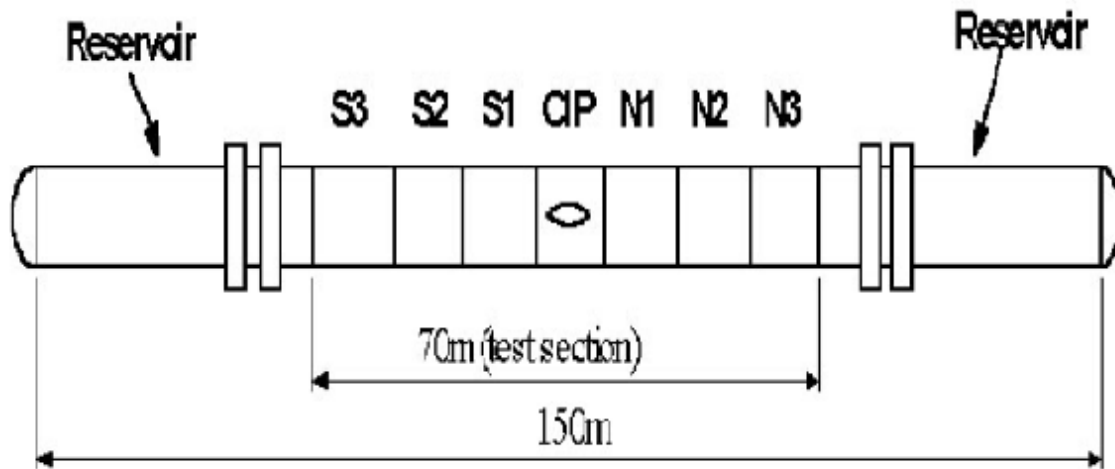 Reservoir
Reservoir
S3 S2 S1 CIP N1 N2 N3
70m (test section)
150m